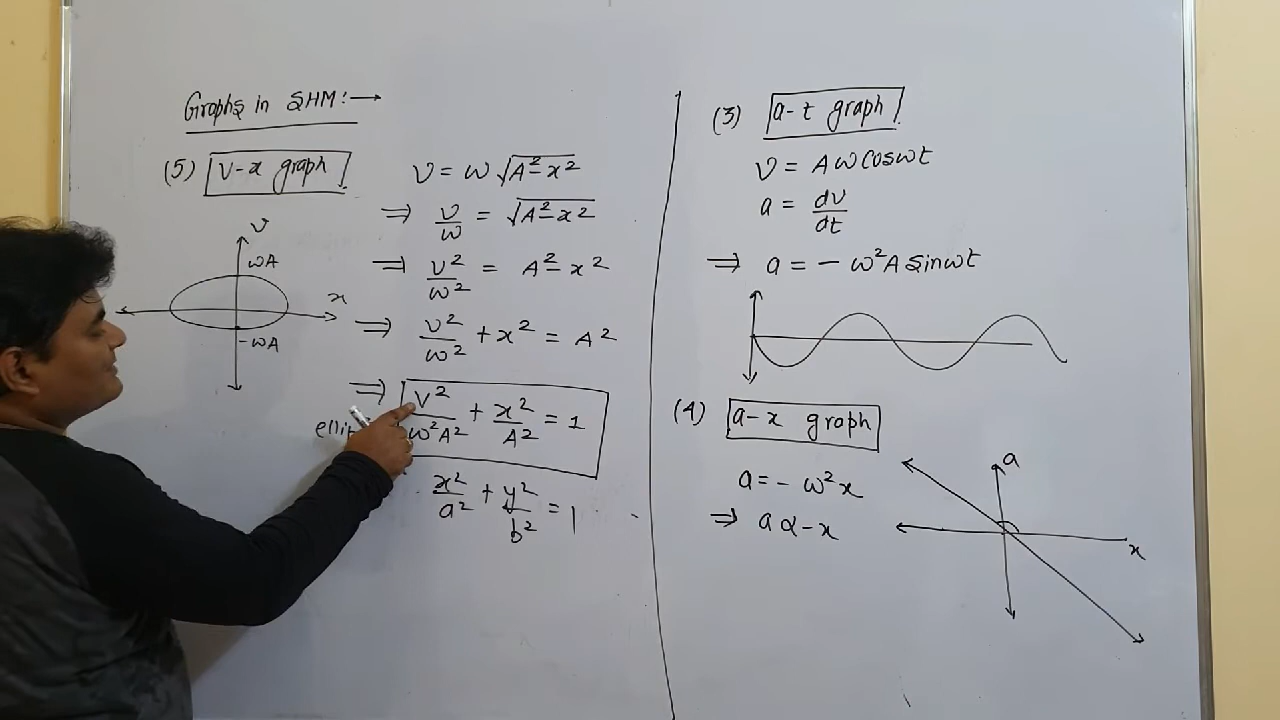 Graphs in SHM:→
(5) V-x graph
v = ω √A²-x²
⇒ v/ω = √A²-x²
⇒ v²/ω² = A²-x²
⇒ v²/ω² + x² = A²
⇒ V²/ω²A² + x²/A² = 1
x²/a² + y²/b² = 1
v
ωA
x
-ωA
(3) a-t graph
v = Aω cosωt
a = dv/dt
⇒ a = - ω²A sinωt
(4) a-x graph
a = - ω²x
⇒ a α - x
a
x